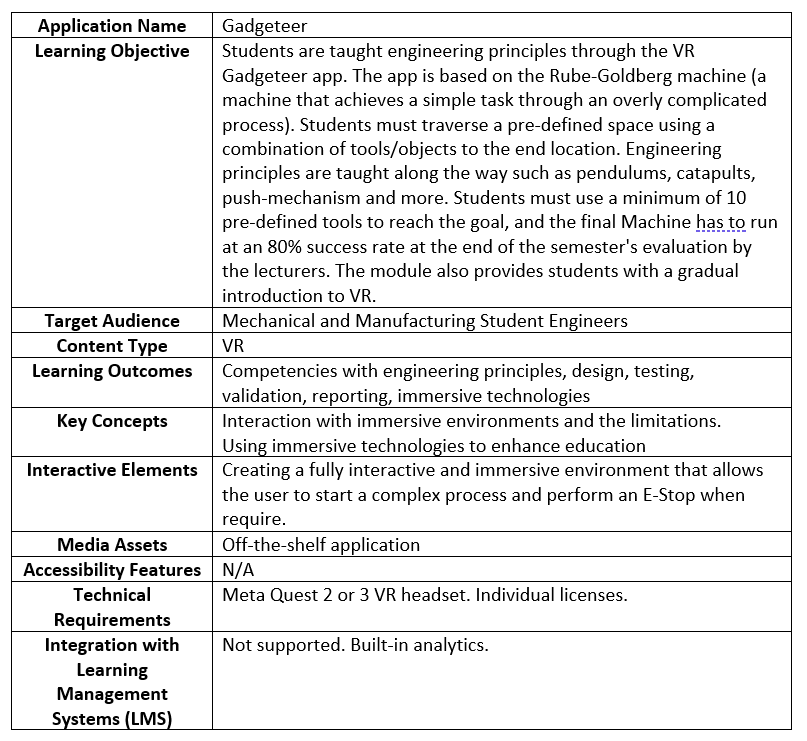 Application Name Gadgeteer
Learning Objective Students are taught engineering principles through the VR
Gadgeteer app. The app is based on the Rube-Goldberg machine (a
machine that achieves a simple task through an overly complicated
process). Students must traverse a pre-defined space using a
combination of tools/objects to the end location. Engineering
principles are taught along the way such as pendulums, catapults,
push-mechanism and more. Students must use a minimum of 10
pre-defined tools to reach the goal, and the final Machine has to run
at an 80% success rate at the end of the semester's evaluation by
the lecturers. The module also provides students with a gradual
introduction to VR.
Target Audience Mechanical and Manufacturing Student Engineers
Content Type VR
Learning Outcomes Competencies with engineering principles, design, testing,
validation, reporting, immersive technologies
Key Concepts Interaction with immersive environments and the limitations.
Using immersive technologies to enhance education
Interactive Elements Creating a fully interactive and immersive environment that allows
the user to start a complex process and perform an E-Stop when
require.
Media Assets Off-the-shelf application
Accessibility Features N/A
Technical
Requirements
Meta Quest 2 or 3 VR headset. Individual licenses.
Integration with
Learning
Management
Systems (LMS)
Not supported. Built-in analytics.